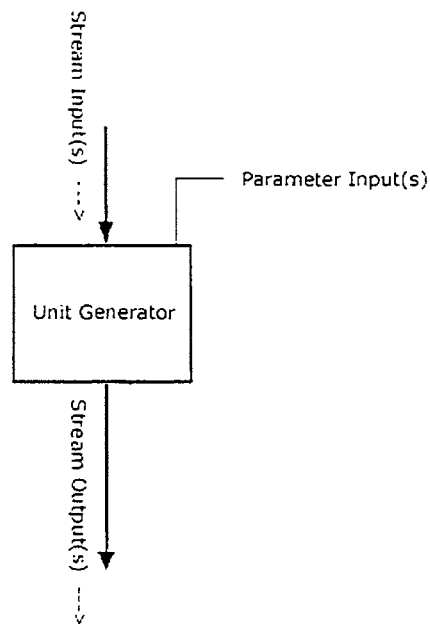 Stream Input(s) --->
Parameter Input(s)
Unit Generator
Stream Output(s) --->